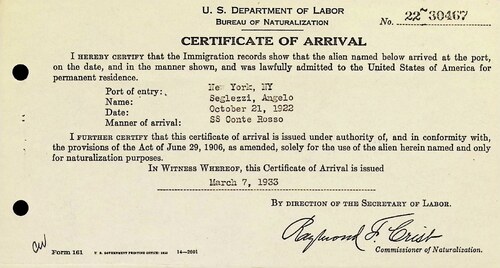 U. S. DEPARTMENT OF LABOR
BUREAU OF NATURALIZATION
No. 22-30467
CERTIFICATE OF ARRIVAL
I HEREBY CERTIFY that the Immigration records show that the alien named below arrived at the port,
on the date, and in the manner shown, and was lawfully admitted to the United States of America for
permanent residence.
Port of entry: New York, NY
Name: Seglezzi, Angelo
Date: October 21, 1922
Manner of arrival: SS Conte Rosso
I FURTHER CERTIFY that this certificate of arrival is issued under authority of, and in conformity with,
the provisions of the Act of June 29, 1906, as amended, solely for the use of the alien herein named and only
for naturalization purposes.
IN WITNESS WHEREOF, this Certificate of Arrival is issued
March 7, 1933
BY DIRECTION OF THE SECRETARY OF LABOR.
Raymond F. Crist
Commissioner of Naturalization.
Form 161 U. S. GOVERNMENT PRINTING OFFICE 14-2681